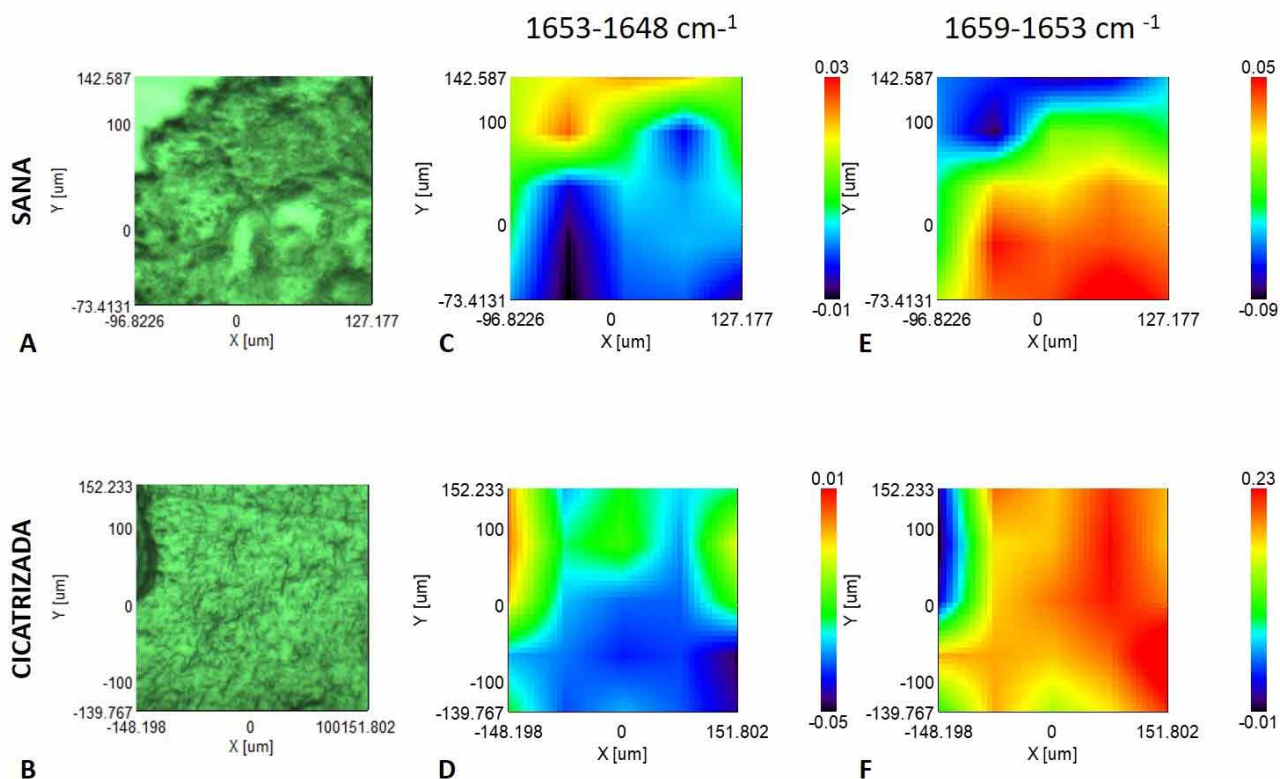 1653-1648 cm-¹
1659-1653 cm -¹
SANA
142.587
100
0
-73.4131
Y [um]
-96.8226
0
127.177
X [um]
A
142.587
100
0
-73.4131
Y [um]
-96.8226
0
127.177
X [um]
C
0.03
-0.01
142.587
100
0
-73.4131
Y [um]
-96.8226
0
127.177
X [um]
E
0.05
-0.09
CICATRIZADA
152.233
100
0
-100
-139.767
Y [um]
-148.198
0
100151.802
X [um]
B
152.233
100
0
-100
-139.767
Y [um]
-148.198
0
151.802
X [um]
D
0.01
-0.05
152.233
100
0
-100
-139.767
Y [um]
-148.198
0
151.802
X [um]
F
0.23
-0.01